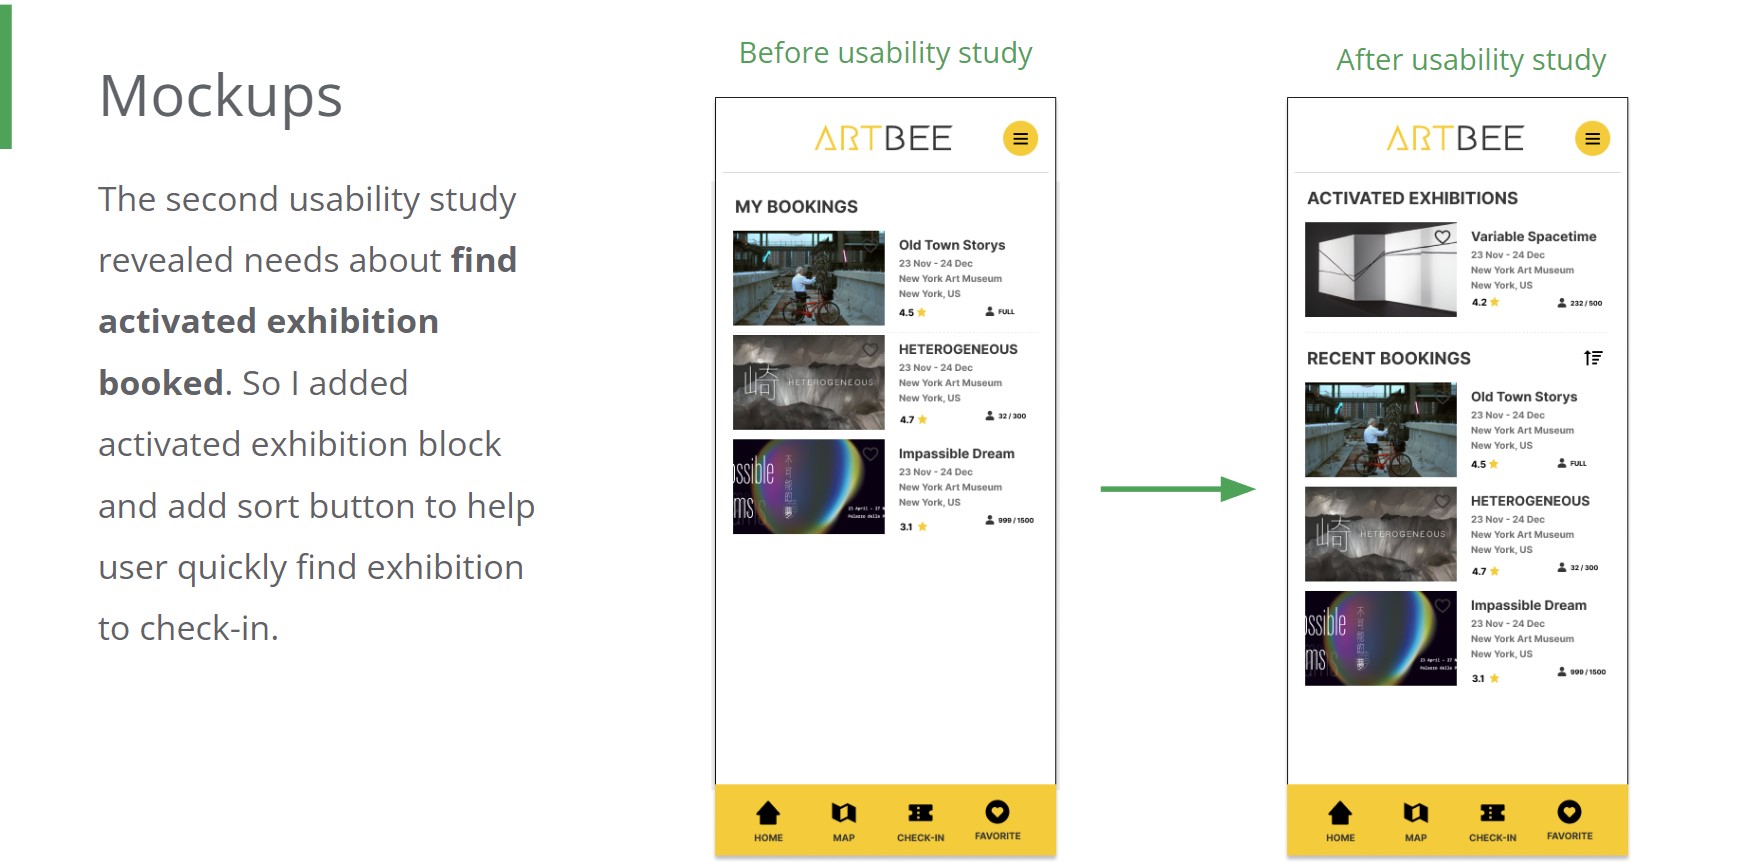 Mockups
The second usability study
revealed needs about find
activated exhibition
booked. So I added
activated exhibition block
and add sort button to help
user quickly find exhibition
to check-in.
Before usability study
ARTBEE
MY BOOKINGS
Old Town Storys
23 Nov - 24 Dec
New York Art Museum
New York, US
4.5 FULL
崎 HETEROGENEOUS
HETEROGENEOUS
23 Nov - 24 Dec
New York Art Museum
New York, US
4.7 32 / 300
ossible
ms
Impassible Dream
23 Nov - 24 Dec
New York Art Museum
New York, US
3.1 999 / 1500
HOME MAP CHECK-IN FAVORITE
After usability study
ARTBEE
ACTIVATED EXHIBITIONS
Variable Spacetime
23 Nov - 24 Dec
New York Art Museum
New York, US
4.2 232 / 500
RECENT BOOKINGS
Old Town Storys
23 Nov - 24 Dec
New York Art Museum
New York, US
4.5 FULL
崎 HETEROGENEOUS
HETEROGENEOUS
23 Nov - 24 Dec
New York Art Museum
New York, US
4.7 32 / 300
ossible
ms
Impassible Dream
23 Nov - 24 Dec
New York Art Museum
New York, US
3.1 999 / 1500
HOME MAP CHECK-IN FAVORITE